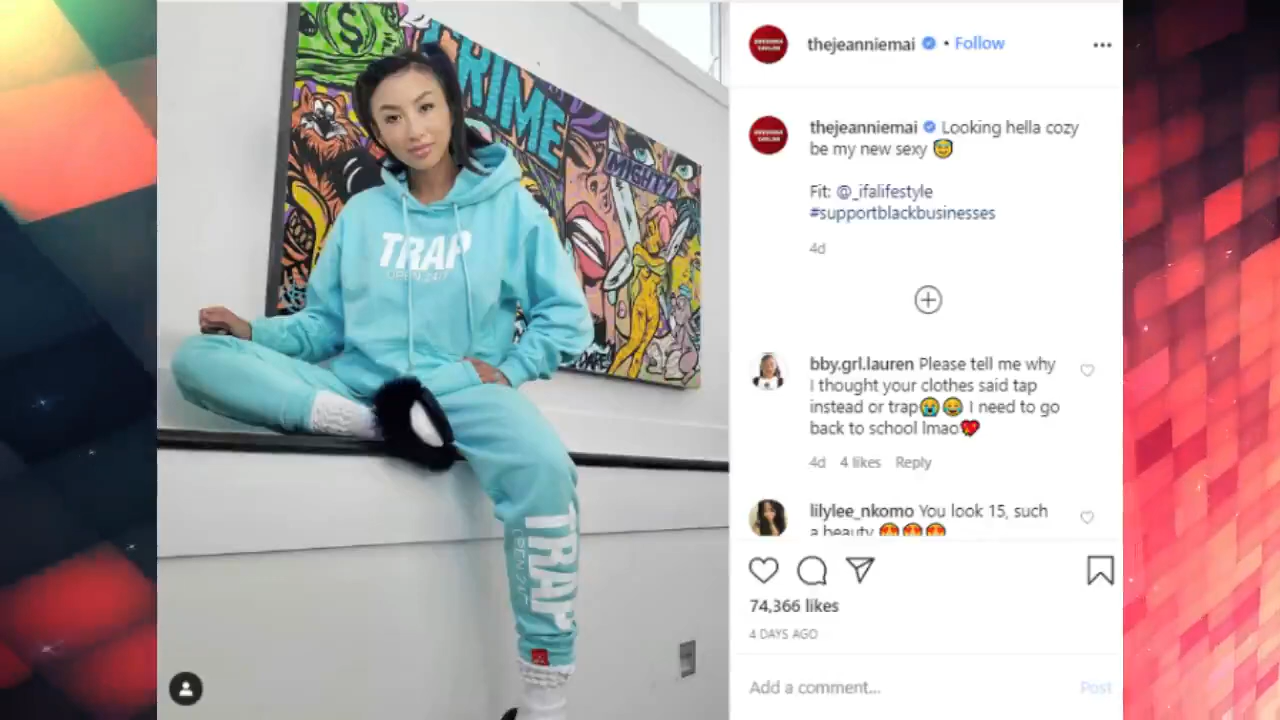 thejeanniemai • Follow
thejeanniemai Looking hella cozy
be my new sexy 😇
Fit: @_ifalifestyle
#supportblackbusinesses
4d
bby.grl.lauren Please tell me why
I thought your clothes said tap
instead or trap😭😂 I need to go
back to school lmao💖
4d 4 likes Reply
lilylee_nkomo You look 15, such
a beauty 😍😍😍
74,366 likes
4 DAYS AGO
Add a comment... Post
CRIME
MIGHTY
TRAP
OPEN 24/7
TRAP
OPEN 24/7